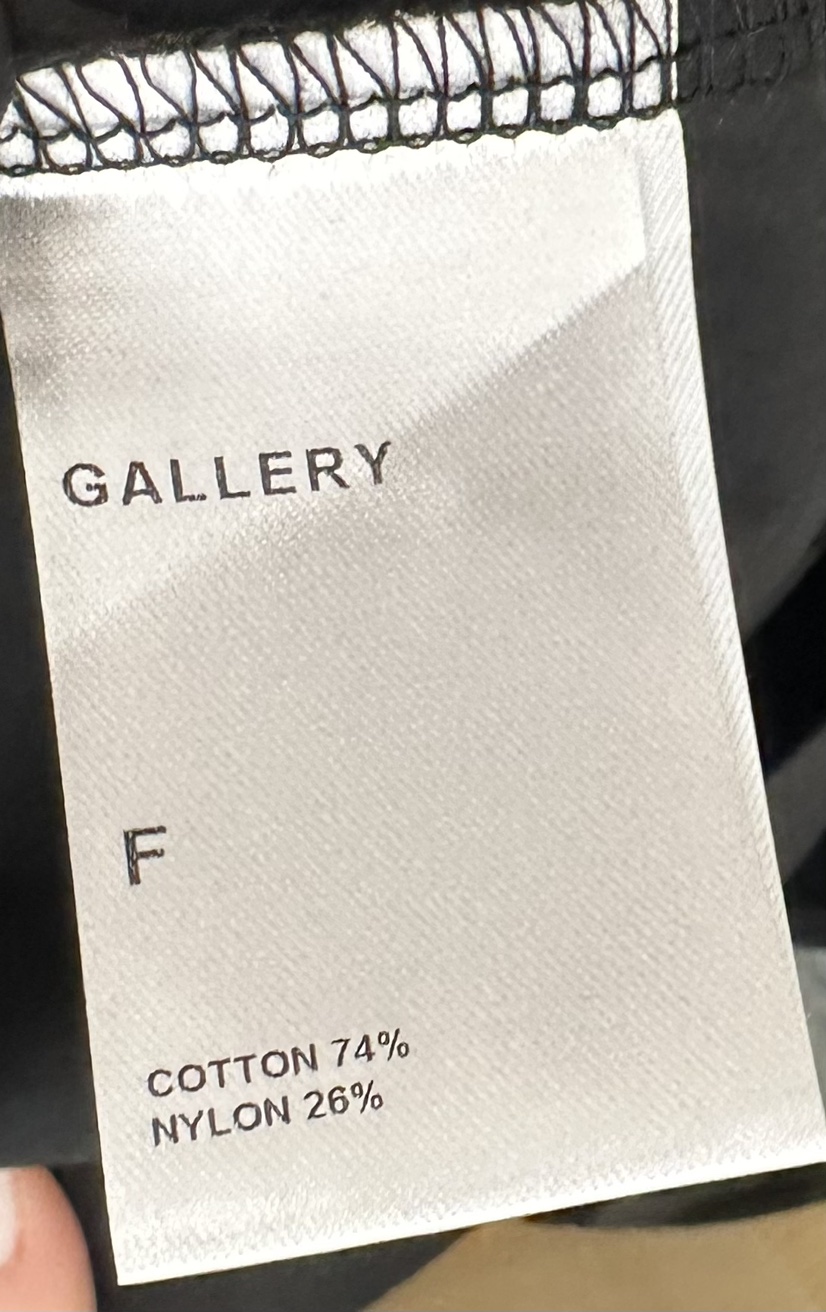 GALLERY
F
COTTON 74%
NYLON 26%